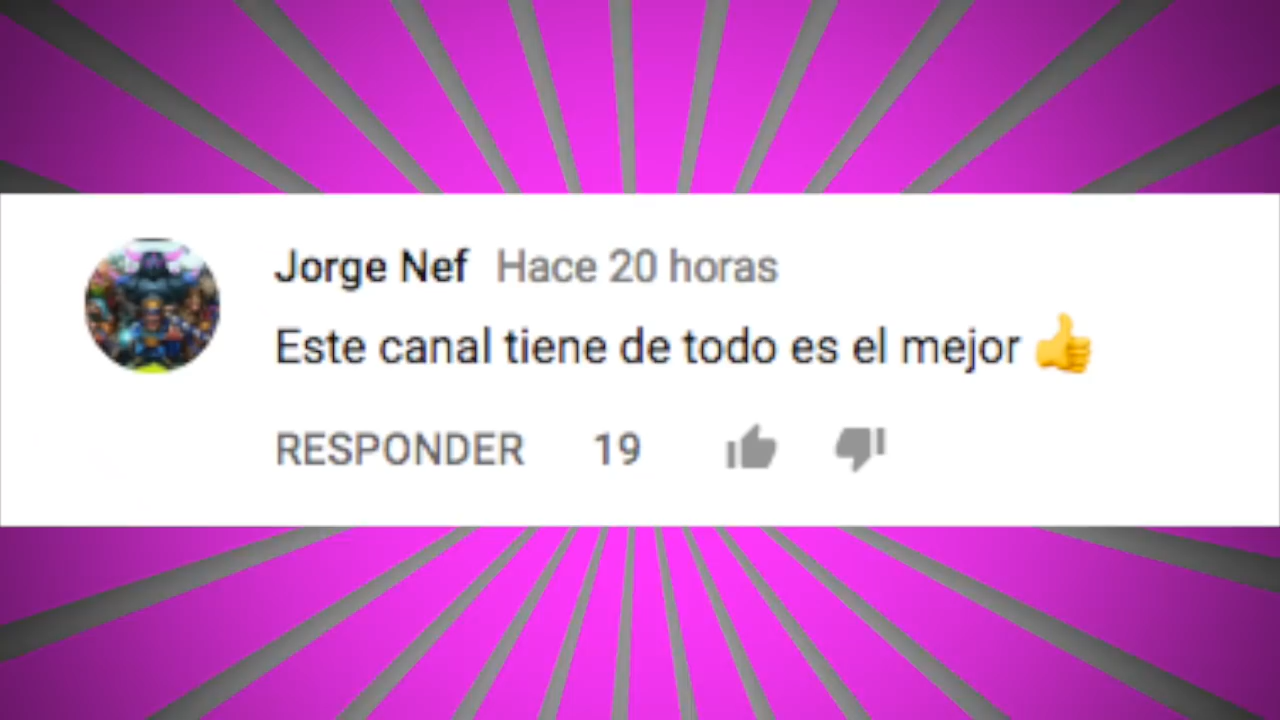 Jorge Nef Hace 20 horas
Este canal tiene de todo es el mejor 👍
RESPONDER 19